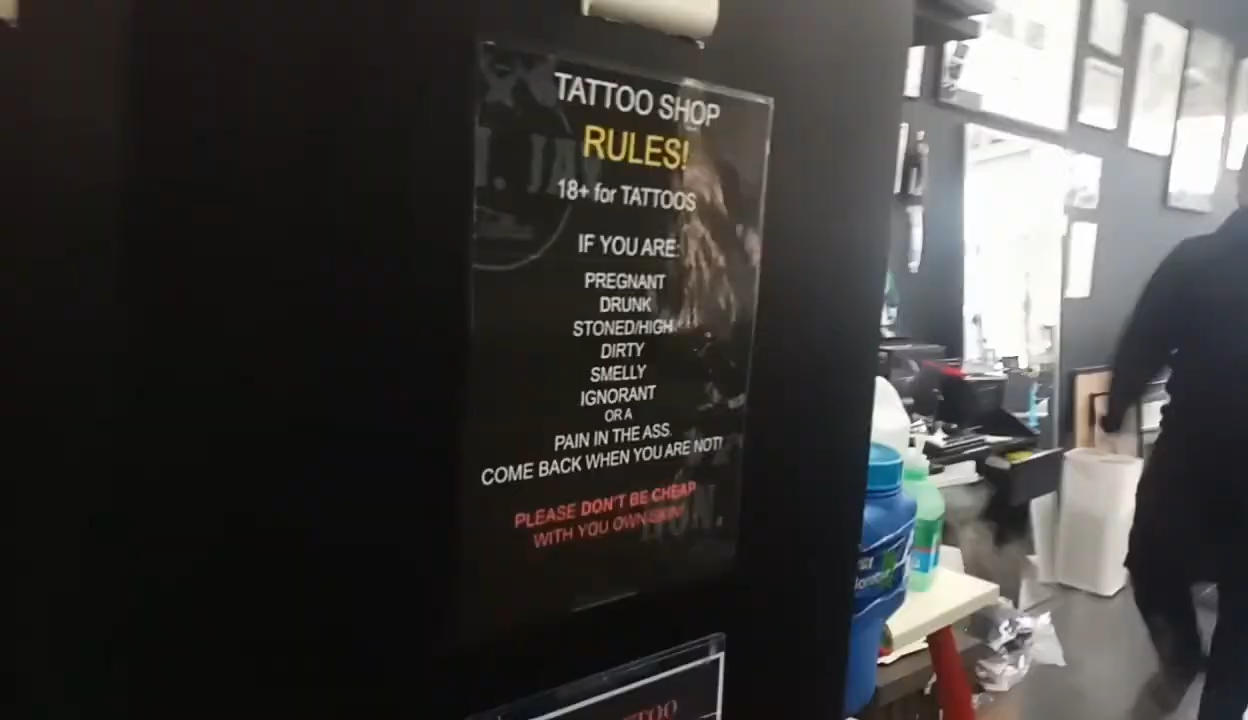 TATTOO SHOP
RULES!
18+ for TATTOOS
IF YOU ARE:
PREGNANT
DRUNK
STONED/HIGH
DIRTY
SMELLY
IGNORANT
OR A
PAIN IN THE ASS.
COME BACK WHEN YOU ARE NOT!
PLEASE DON'T BE CHEAP
WITH YOU OWN SKIN!